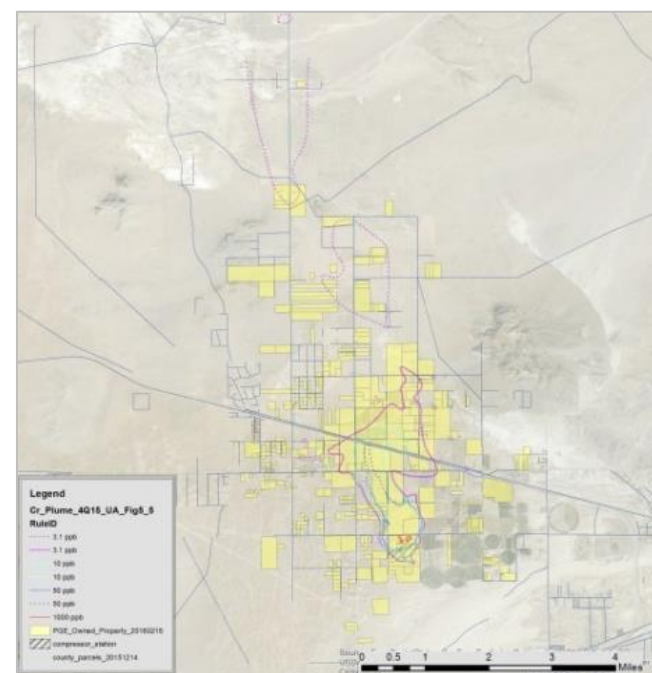 Legend
Cr_Plume_4Q15_UA_Fig5_5
RuleID
3.1 ppb
3.1 ppb
10 ppb
10 ppb
50 ppb
50 ppb
1000 ppb
PGE_Owned_Property_20160216
compressor_station
county_parcels_20151214
0 0.5 1 2 3 4
Miles